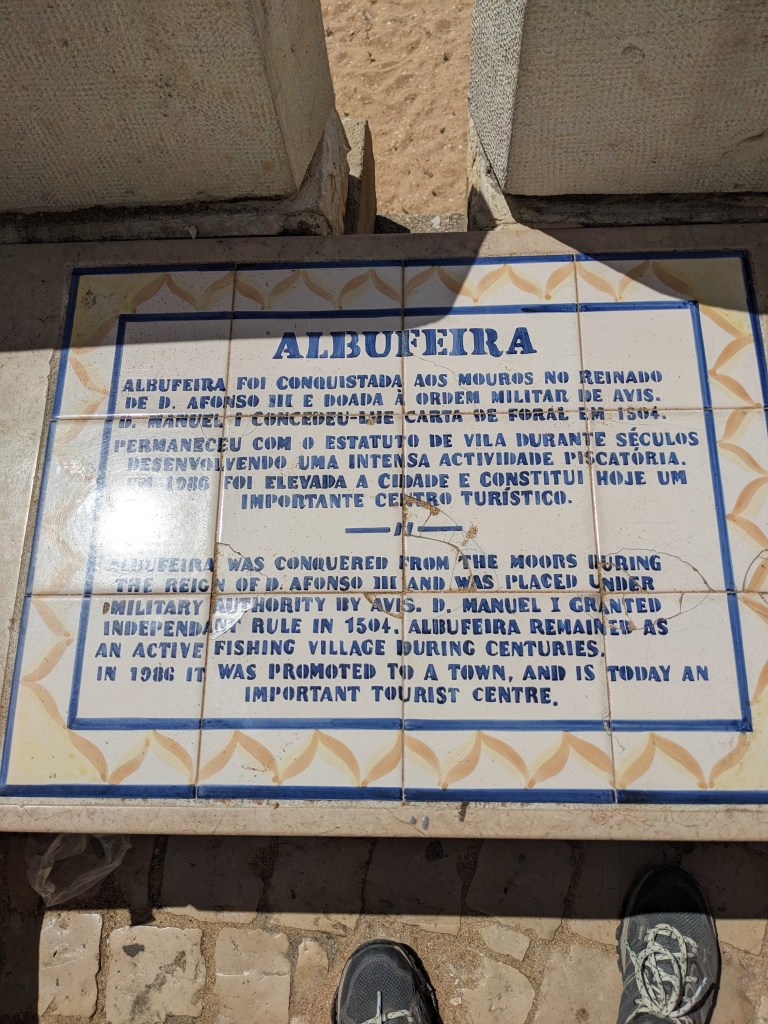 ALBUFEIRA
ALBUFEIRA FOI CONQUISTADA AOS MOUROS NO REINADO
DE D. AFONSO III E DOADA À ORDEM MILITAR DE AVIS.
D. MANUEL I CONCEDEU-LHE CARTA DE FORAL EM 1504.
PERMANECEU COM O ESTATUTO DE VILA DURANTE SÉCULOS
DESENVOLVENDO UMA INTENSA ACTIVIDADE PISCATÓRIA.
EM 1986 FOI ELEVADA A CIDADE E CONSTITUI HOJE UM
IMPORTANTE CENTRO TURÍSTICO.
ALBUFEIRA WAS CONQUERED FROM THE MOORS DURING
THE REIGN OF D. AFONSO III AND WAS PLACED UNDER
MILITARY AUTHORITY BY AVIS. D. MANUEL I GRANTED
INDEPENDANT RULE IN 1504. ALBUFEIRA REMAINED AS
AN ACTIVE FISHING VILLAGE DURING CENTURIES.
IN 1986 IT WAS PROMOTED TO A TOWN, AND IS TODAY AN
IMPORTANT TOURIST CENTRE.